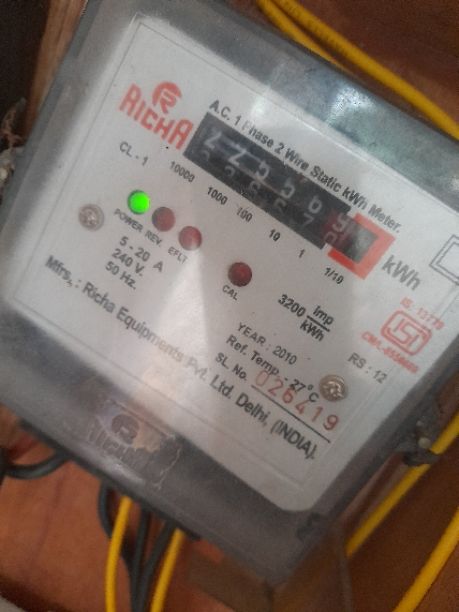 RICHA
A.C. 1 Phase 2 Wire Static kWh Meter.
CL - 1
10000 1000 100 10 1 1/10
kWh
POWER REV. EFLT
CAL
5 - 20 A
240 V.
50 Hz.
3200 imp
kWh
IS: 13779
ISI
YEAR : 2010
RS : 12
Ref. Temp : 27°C
SL No. 026419
Mfrs. : Richa Equipments Pvt. Ltd. Delhi, (INDIA).
RICHA